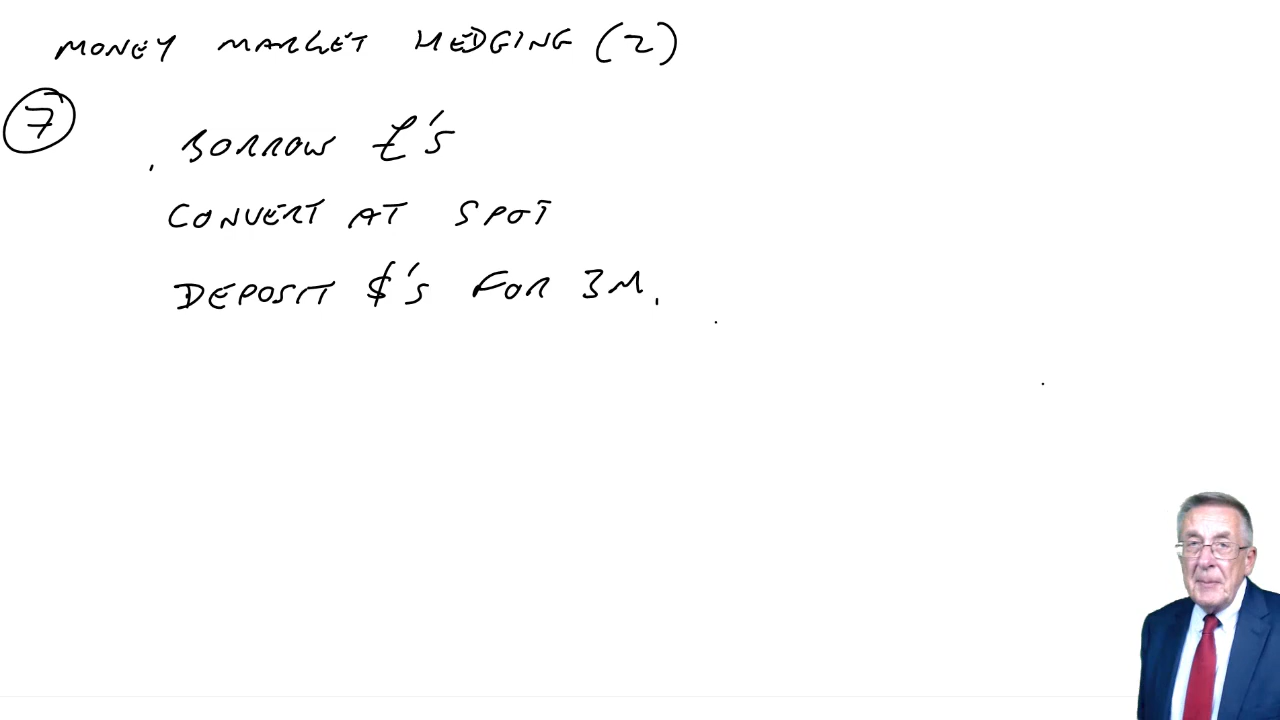 MONEY MARKET HEDGING (2)
7
BORROW £'S
CONVERT AT SPOT
DEPOSIT $'S FOR 3M.